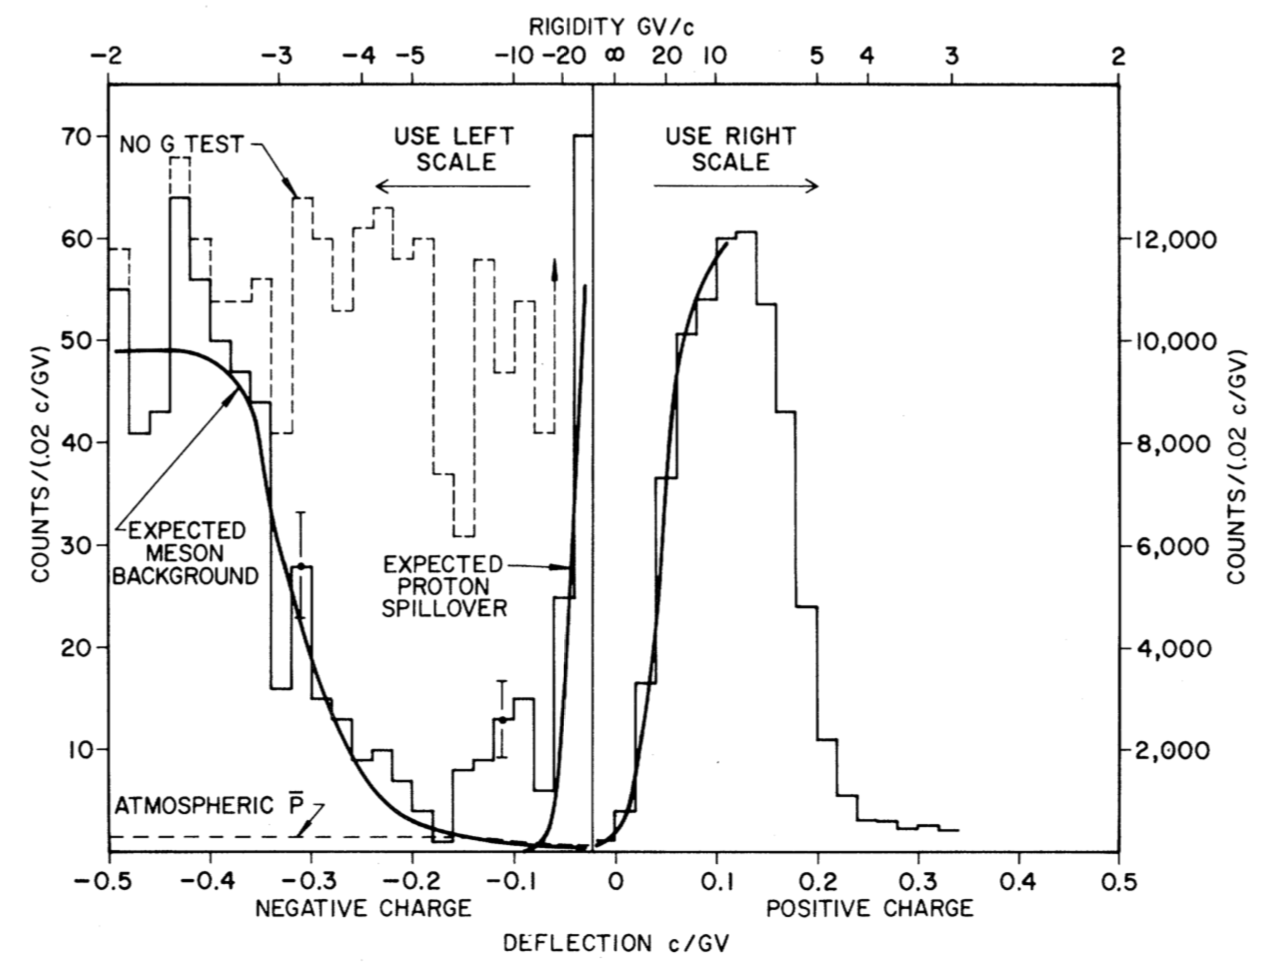 RIGIDITY GV/c
-2 -3 -4 -5 -10 -20 ∞ 20 10 5 4 3 2
NO G TEST
USE LEFT
SCALE
USE RIGHT
SCALE
70
60
50
40
30
20
10
COUNTS/(.02 c/GV)
12,000
10,000
8,000
6,000
4,000
2,000
COUNTS/(.02 c/GV)
EXPECTED
MESON
BACKGROUND
EXPECTED
PROTON
SPILLOVER
ATMOSPHERIC P̅
-0.5 -0.4 -0.3 -0.2 -0.1 0 0.1 0.2 0.3 0.4 0.5
NEGATIVE CHARGE POSITIVE CHARGE
DEFLECTION c/GV